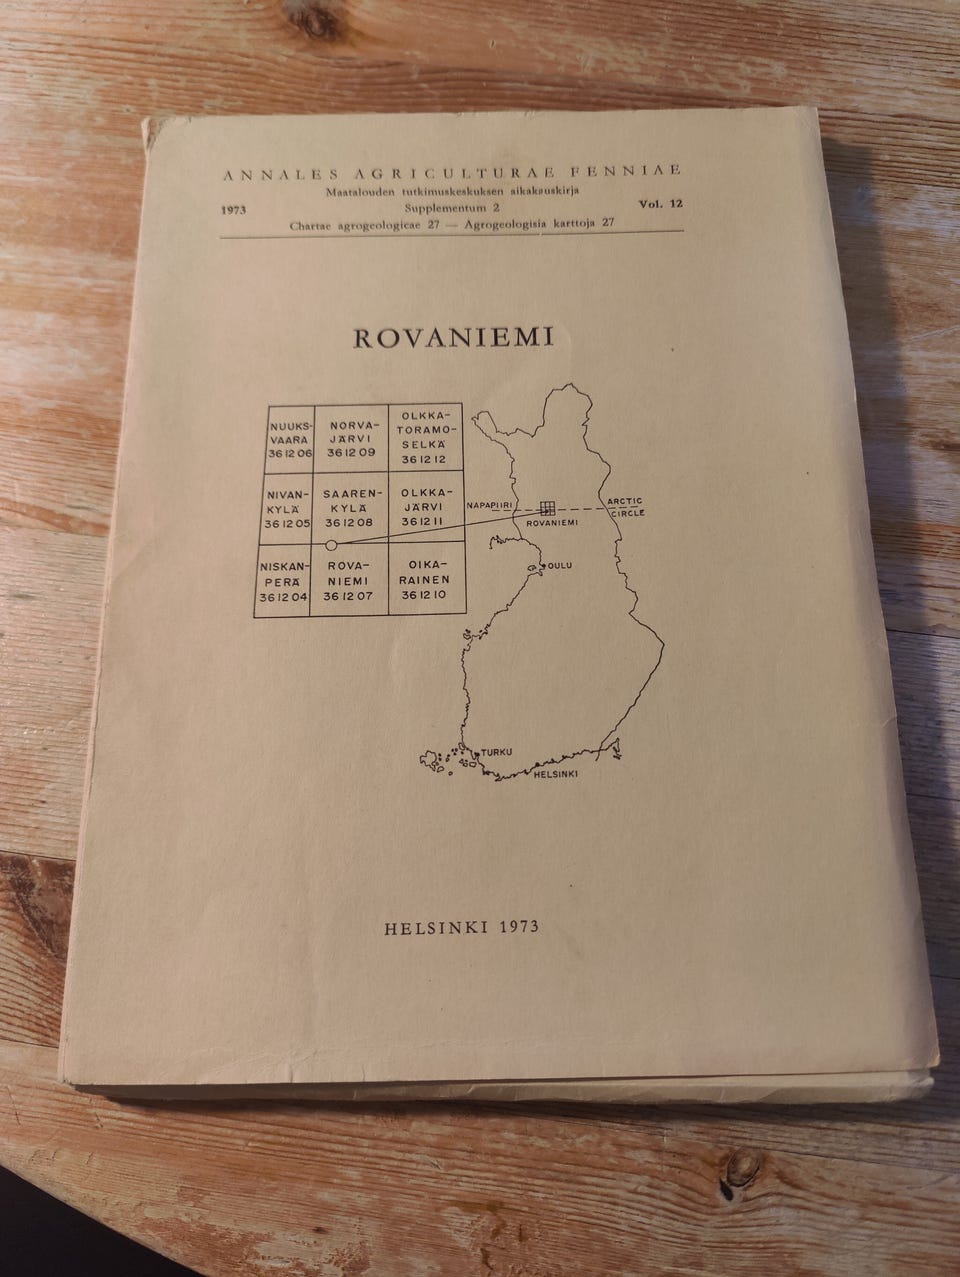 ANNALES AGRICULTURAE FENNIAE
Maatalouden tutkimuskeskuksen aikakauskirja
1973 Supplementum 2 Vol. 12
Chartae agrogeologicae 27 — Agrogeologisia karttoja 27
ROVANIEMI
NUUKS-
VAARA
36 12 06
NORVA-
JÄRVI
36 12 09
OLKKA-
TORAMO-
SELKÄ
36 12 12
NIVAN-
KYLÄ
36 12 05
SAAREN-
KYLÄ
36 12 08
OLKKA-
JÄRVI
36 12 11
NISKAN-
PERÄ
36 12 04
ROVA-
NIEMI
36 12 07
OIKA-
RAINEN
36 12 10
NAPAPIIRI
ARCTIC
CIRCLE
ROVANIEMI
OULU
TURKU
HELSINKI
HELSINKI 1973